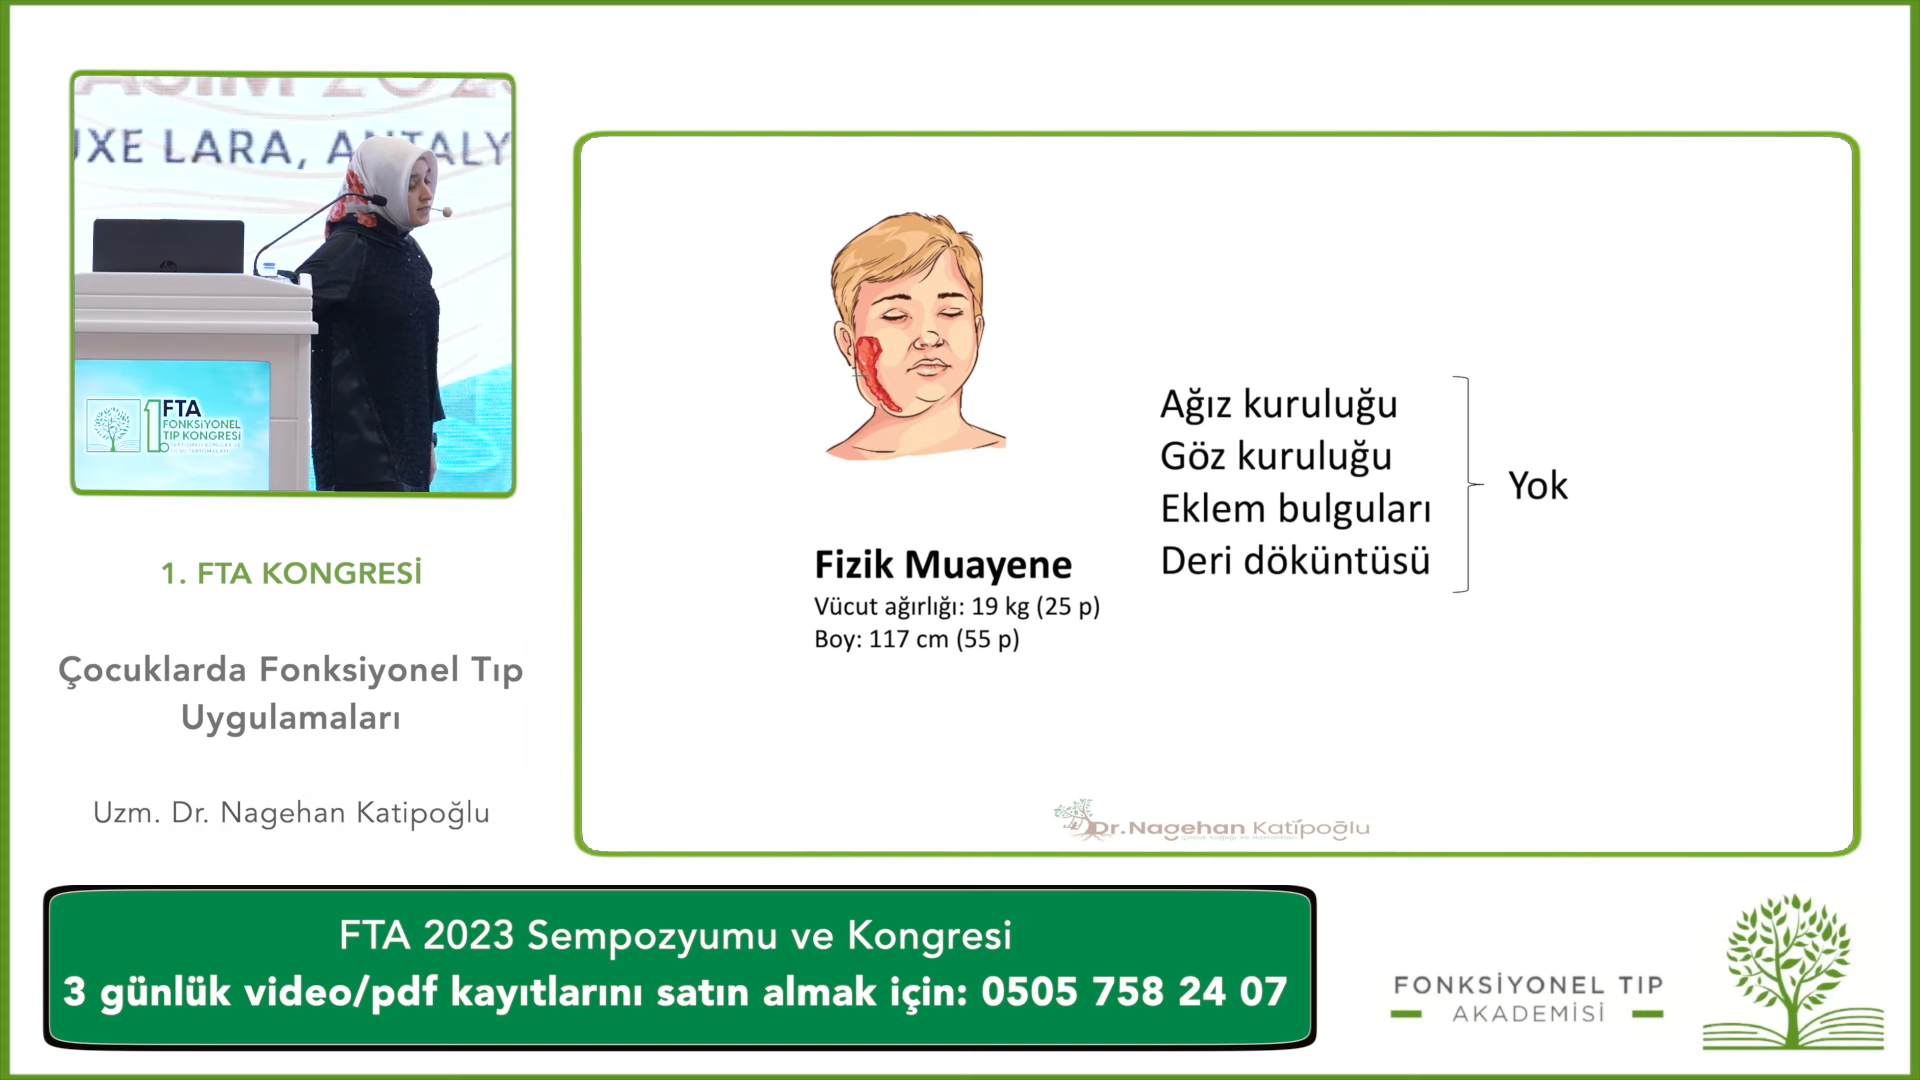 UXE LARA, ANTALY
FTA
1.
FONKSİYONEL
TIP KONGRESİ
1. FTA KONGRESİ
Çocuklarda Fonksiyonel Tıp
Uygulamaları
Uzm. Dr. Nagehan Katipoğlu
Ağız kuruluğu
Göz kuruluğu
Eklem bulguları
Deri döküntüsü
Yok
Fizik Muayene
Vücut ağırlığı: 19 kg (25 p)
Boy: 117 cm (55 p)
Dr. Nagehan Katipoğlu
FTA 2023 Sempozyumu ve Kongresi
3 günlük video/pdf kayıtlarını satın almak için: 0505 758 24 07
FONKSİYONEL TIP
AKADEMİSİ